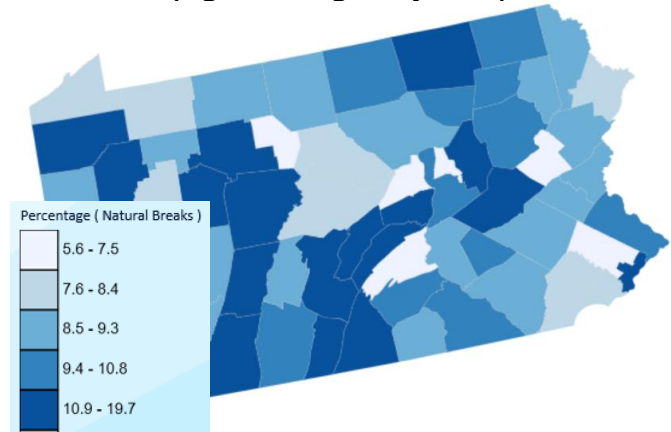 Percentage ( Natural Breaks )
5.6 - 7.5
7.6 - 8.4
8.5 - 9.3
9.4 - 10.8
10.9 - 19.7